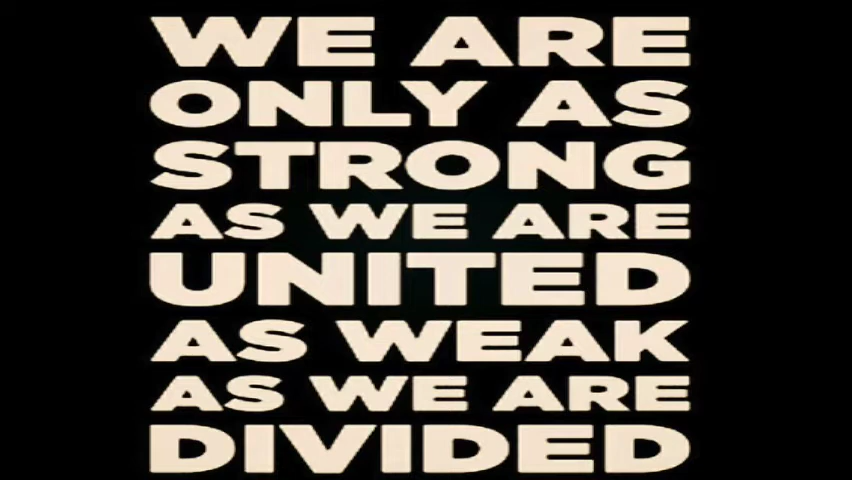 WE ARE
ONLY AS
STRONG
AS WE ARE
UNITED
AS WEAK
AS WE ARE
DIVIDED